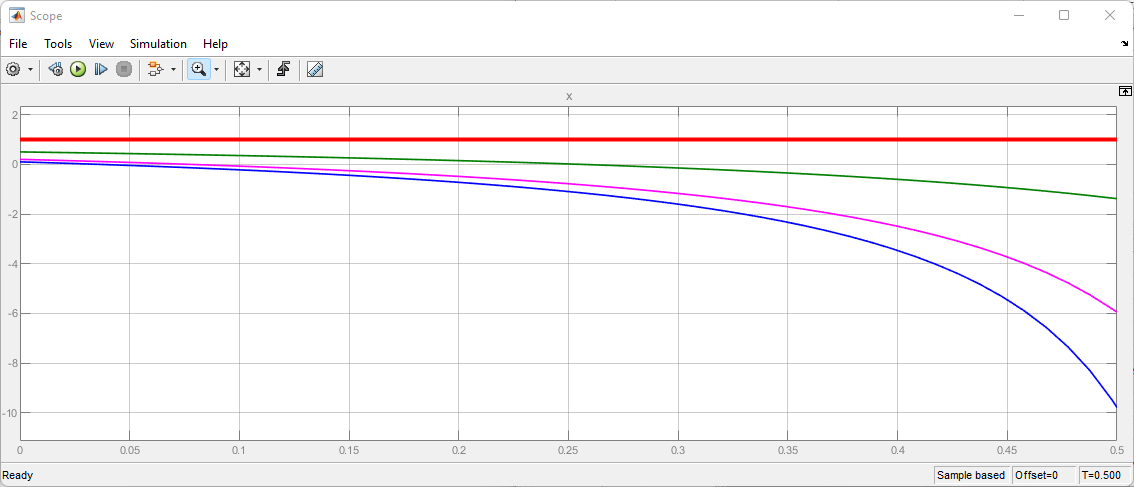 Scope
File Tools View Simulation Help
x
2
0
-2
-4
-6
-8
-10
0 0.05 0.1 0.15 0.2 0.25 0.3 0.35 0.4 0.45 0.5
Ready Sample based Offset=0 T=0.500